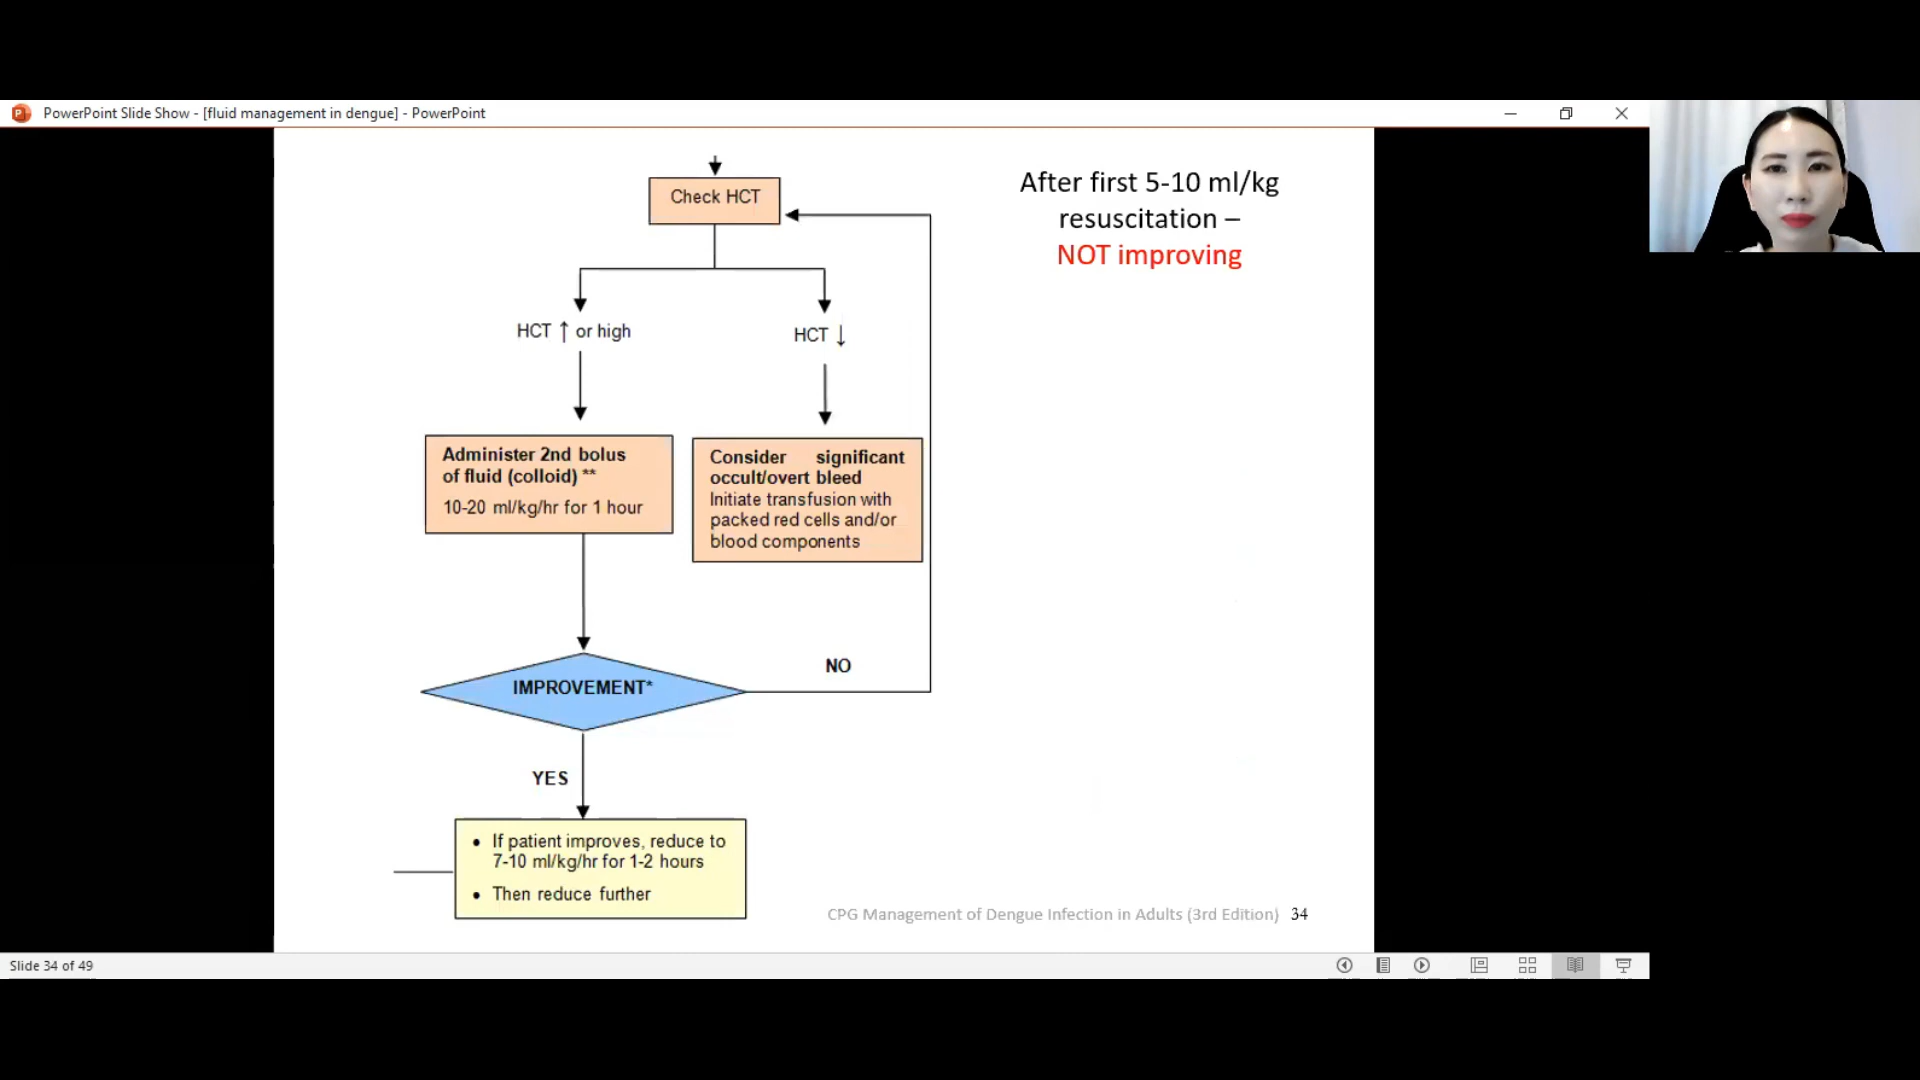 PowerPoint Slide Show - [fluid management in dengue] - PowerPoint
After first 5-10 ml/kg
resuscitation –
NOT improving
Check HCT
HCT ↑ or high
HCT ↓
Administer 2nd bolus
of fluid (colloid) **
10-20 ml/kg/hr for 1 hour
Consider significant
occult/overt bleed
Initiate transfusion with
packed red cells and/or
blood components
IMPROVEMENT*
NO
YES
• If patient improves, reduce to
7-10 ml/kg/hr for 1-2 hours
• Then reduce further
CPG Management of Dengue Infection in Adults (3rd Edition) 34
Slide 34 of 49